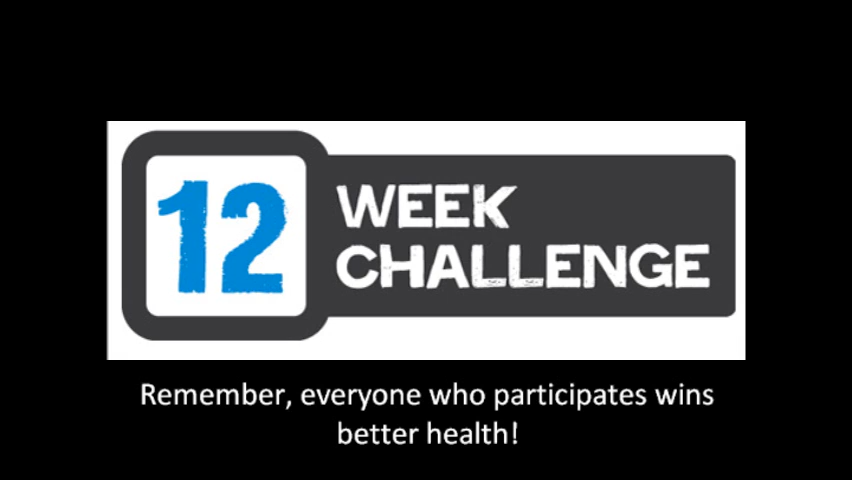 12
WEEK
CHALLENGE
Remember, everyone who participates wins
better health!